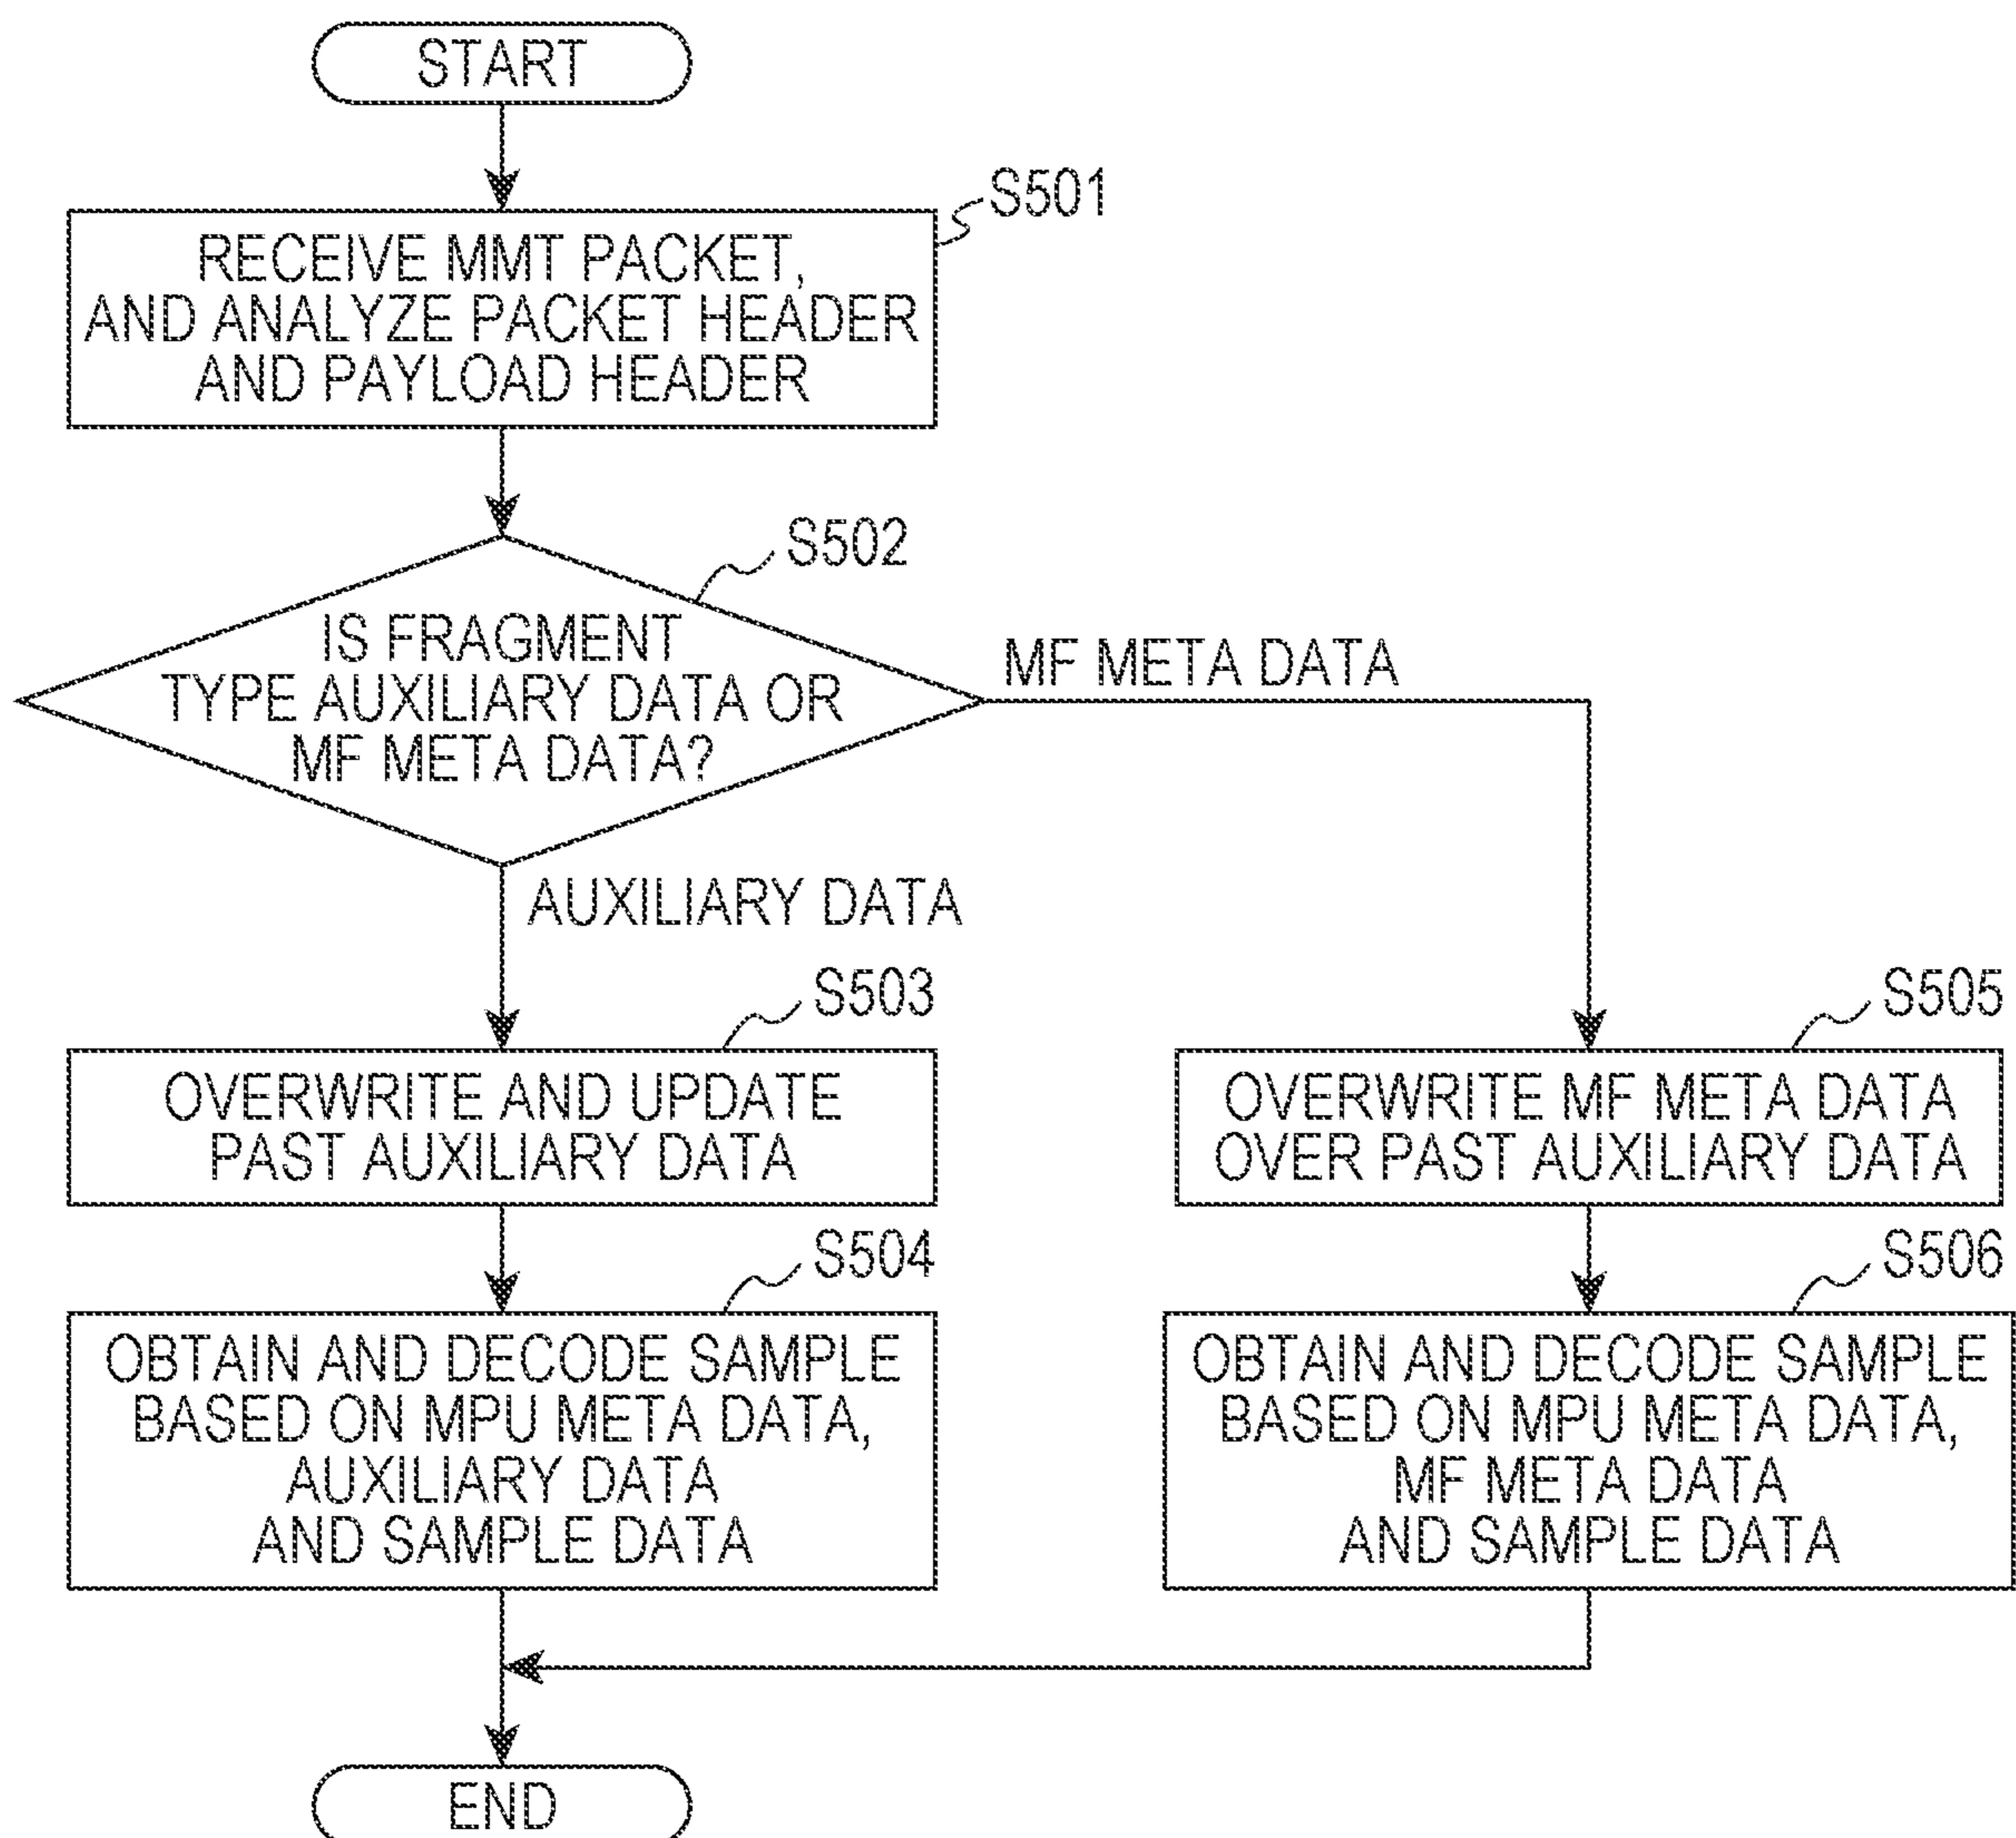 START
S501
RECEIVE MMT PACKET,
AND ANALYZE PACKET HEADER
AND PAYLOAD HEADER
S502
IS FRAGMENT
TYPE AUXILIARY DATA OR
MF META DATA?
MF META DATA
AUXILIARY DATA
S503
OVERWRITE AND UPDATE
PAST AUXILIARY DATA
S504
OBTAIN AND DECODE SAMPLE
BASED ON MPU META DATA,
AUXILIARY DATA
AND SAMPLE DATA
S505
OVERWRITE MF META DATA
OVER PAST AUXILIARY DATA
S506
OBTAIN AND DECODE SAMPLE
BASED ON MPU META DATA,
MF META DATA
AND SAMPLE DATA
END